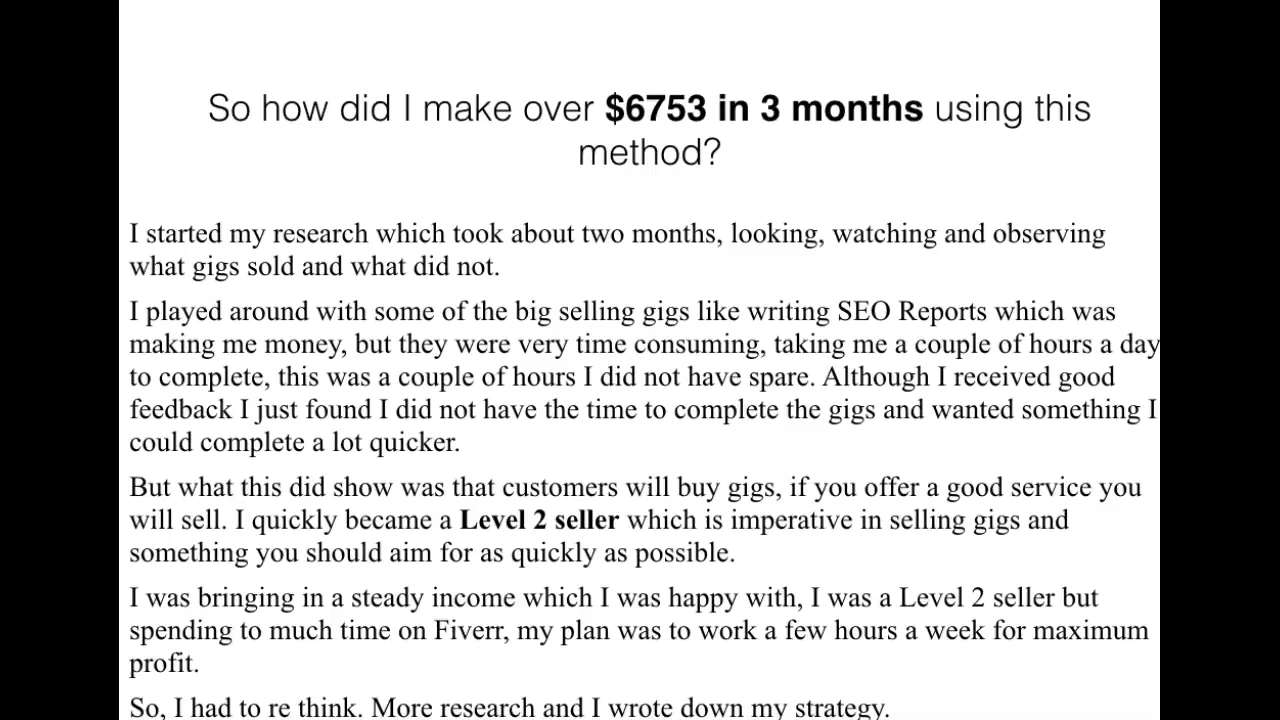 So how did I make over $6753 in 3 months using this
method?
I started my research which took about two months, looking, watching and observing
what gigs sold and what did not.
I played around with some of the big selling gigs like writing SEO Reports which was
making me money, but they were very time consuming, taking me a couple of hours a day
to complete, this was a couple of hours I did not have spare. Although I received good
feedback I just found I did not have the time to complete the gigs and wanted something I
could complete a lot quicker.
But what this did show was that customers will buy gigs, if you offer a good service you
will sell. I quickly became a Level 2 seller which is imperative in selling gigs and
something you should aim for as quickly as possible.
I was bringing in a steady income which I was happy with, I was a Level 2 seller but
spending to much time on Fiverr, my plan was to work a few hours a week for maximum
profit.
So, I had to re think. More research and I wrote down my strategy.